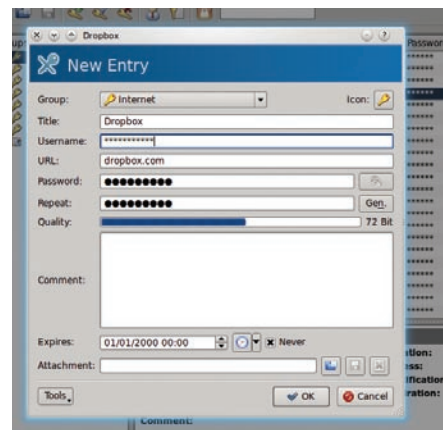 Dropbox
New Entry
Group: Internet Icon:
Title: Dropbox
Username: ***********
URL: dropbox.com
Password: ●●●●●●●●●
Repeat: ●●●●●●●●● Gen.
Quality: 72 Bit
Comment:
Expires: 01/01/2000 00:00 Never
Attachment:
Tools
OK Cancel
Comment: